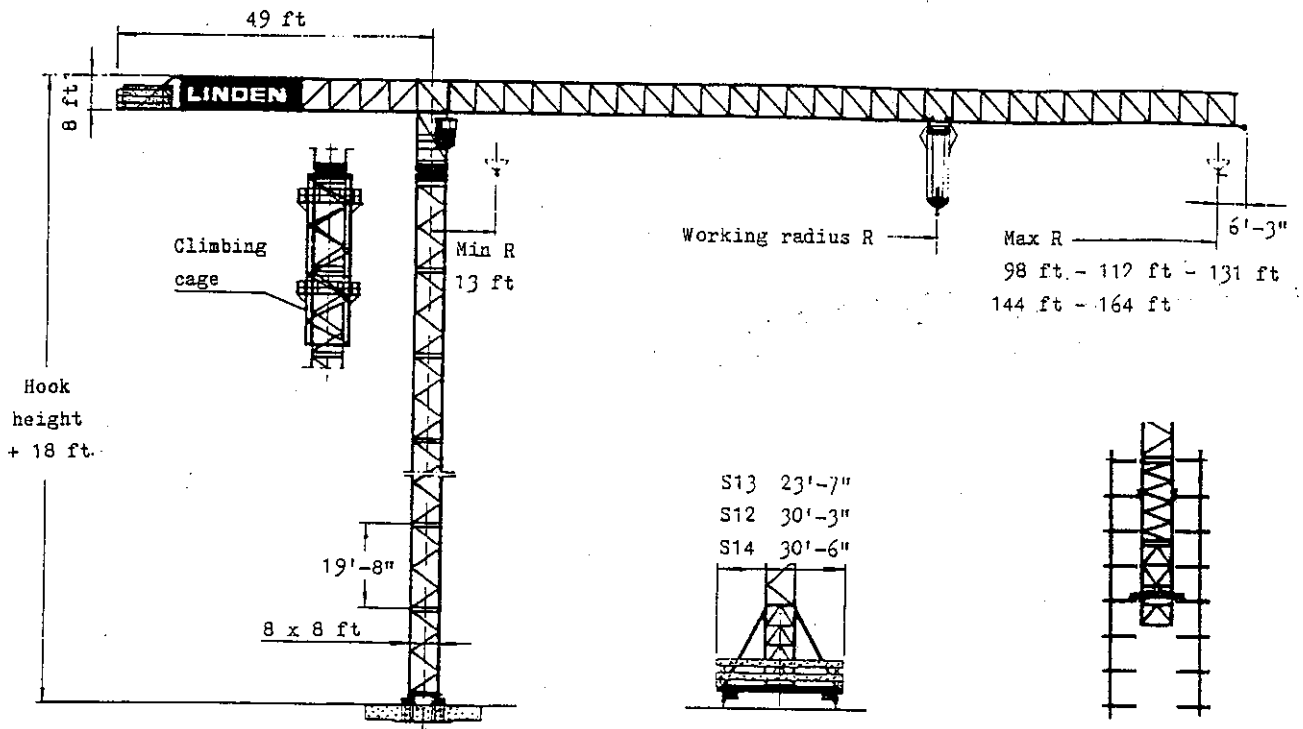 49 ft
8 ft
LINDEN
Climbing
cage
Min R
13 ft
Working radius R
Max R
98 ft. - 112 ft - 131 ft
144 ft - 164 ft
6'-3"
Hook
height
+ 18 ft.
19'-8"
8 x 8 ft
S13 23'-7"
S12 30'-3"
S14 30'-6"